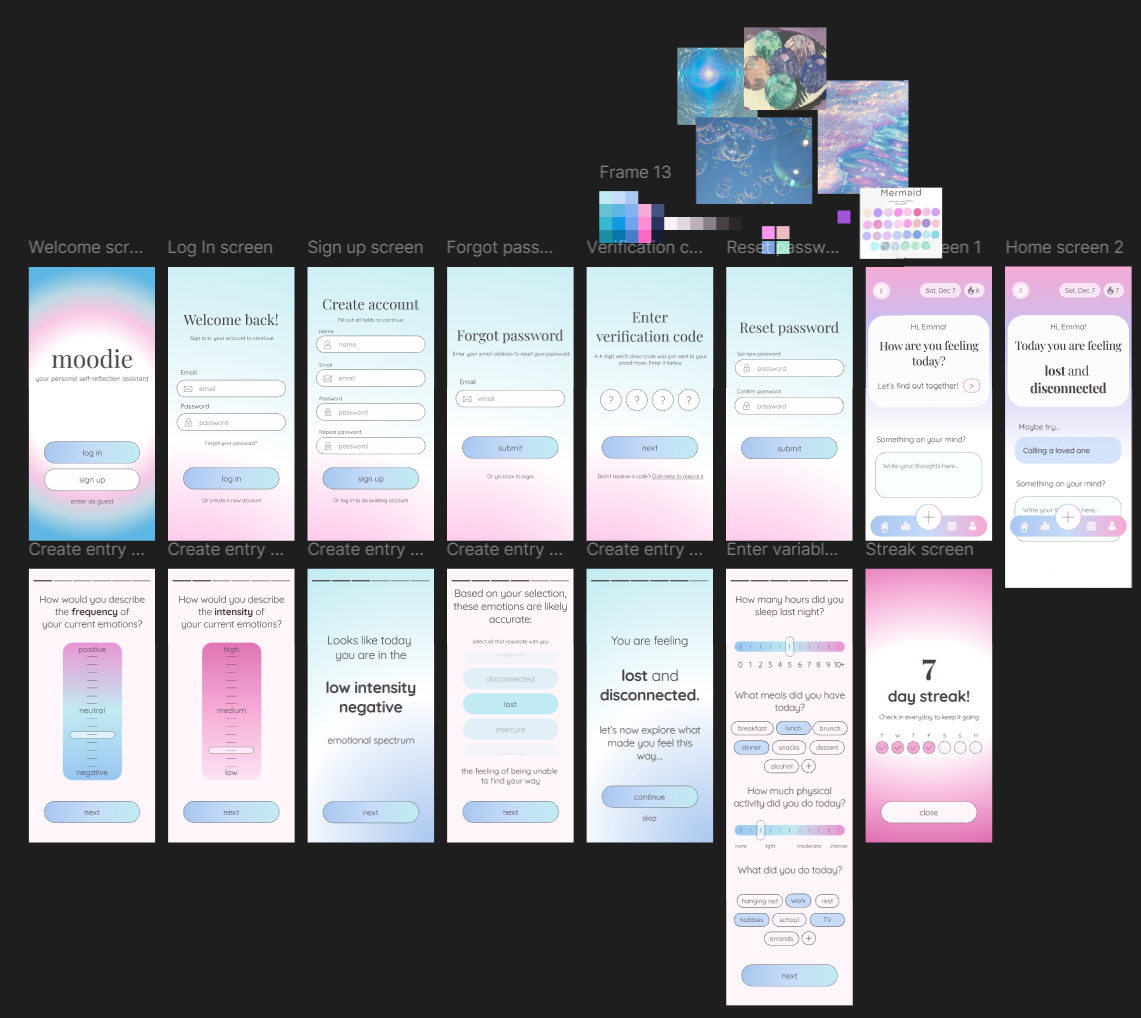 Frame 13
Mermaid
Welcome scr...
Log In screen
Sign up screen
Forgot pass...
Verification c...
Reset passw...
een 1
Home screen 2
moodie
your personal self-reflection assistant
log in
sign up
enter as guest
Welcome back!
Sign in to your account to continue
Email
email
Password
password
Forgot your password?
log in
Or create a new account
Create account
Fill out all fields to continue
Name
name
Email
email
Password
password
Repeat password
password
sign up
Or log in to an existing account
Forgot password
Enter your email address to reset your password
Email
email
submit
Or go back to login
Enter
verification code
A 4-digit verification code was just sent to your
email inbox. Enter it below.
? ? ? ?
next
Didn't receive a code? Click here to resend it
Reset password
Set new password
password
Confirm password
password
submit
E
Sat, Dec 7
6
Hi, Emma!
How are you feeling
today?
Let's find out together! >
Something on your mind?
Write your thoughts here...
+
E
Sat, Dec 7
7
Hi, Emma!
Today you are feeling
lost and
disconnected
Maybe try...
Calling a loved one
Something on your mind?
Write your th here...
+
Create entry ...
Create entry ...
Create entry ...
Create entry ...
Create entry ...
Enter variabl...
Streak screen
How would you describe
the frequency of
your current emotions?
positive
neutral
negative
next
How would you describe
the intensity of
your current emotions?
high
medium
low
next
Looks like today
you are in the
low intensity
negative
emotional spectrum
next
Based on your selection,
these emotions are likely
accurate:
select all that resonate with you
disconnected
lost
insecure
the feeling of being unable
to find your way
next
You are feeling
lost and
disconnected.
let's now explore what
made you feel this
way...
continue
skip
How many hours did you
sleep last night?
0 1 2 3 4 5 6 7 8 9 10+
What meals did you have
today?
breakfast lunch brunch
dinner snacks dessert
alcohol +
How much physical
activity did you do today?
none light moderate intense
What did you do today?
hanging out work rest
hobbies school TV
errands +
next
7
day streak!
Check in everyday to keep it going
T W T F S S M
close